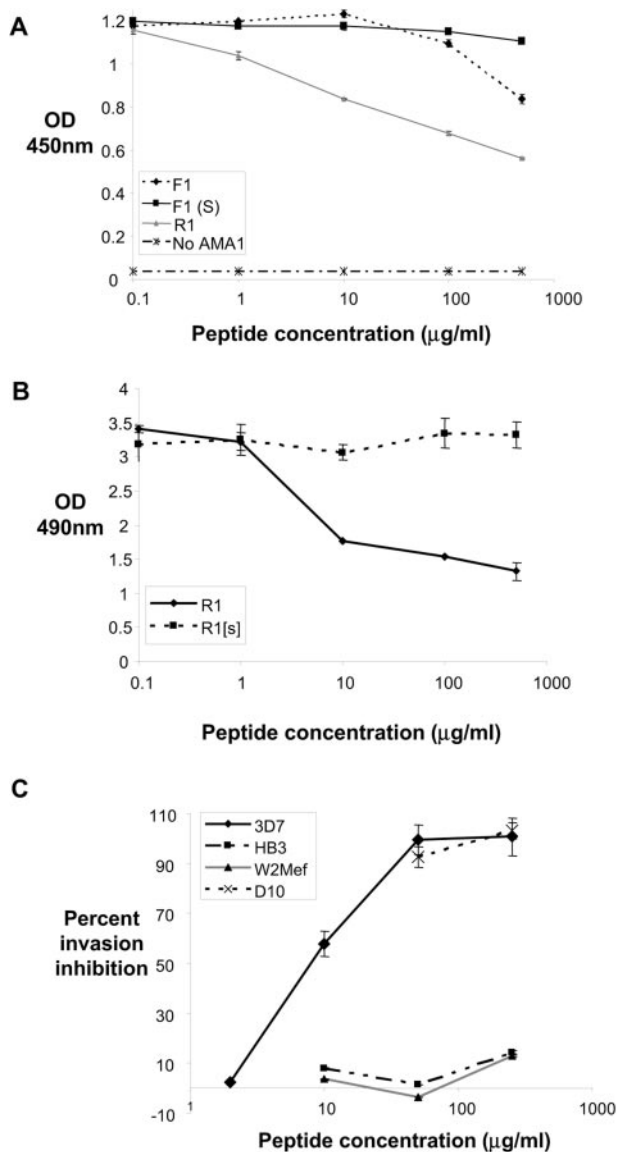 A
1.2
1
0.8
0.6
0.4
0.2
0
OD
450nm
F1
F1 (S)
R1
No AMA1
0.1 1 10 100 1000
Peptide concentration (μg/ml)
B
4
3.5
3
2.5
2
1.5
1
0.5
0
OD
490nm
R1
R1[s]
0.1 1 10 100 1000
Peptide concentration (μg/ml)
C
110
90
70
50
30
10
-10
Percent
invasion
inhibition
3D7
HB3
W2Mef
D10
1 10 100 1000
Peptide concentration (μg/ml)